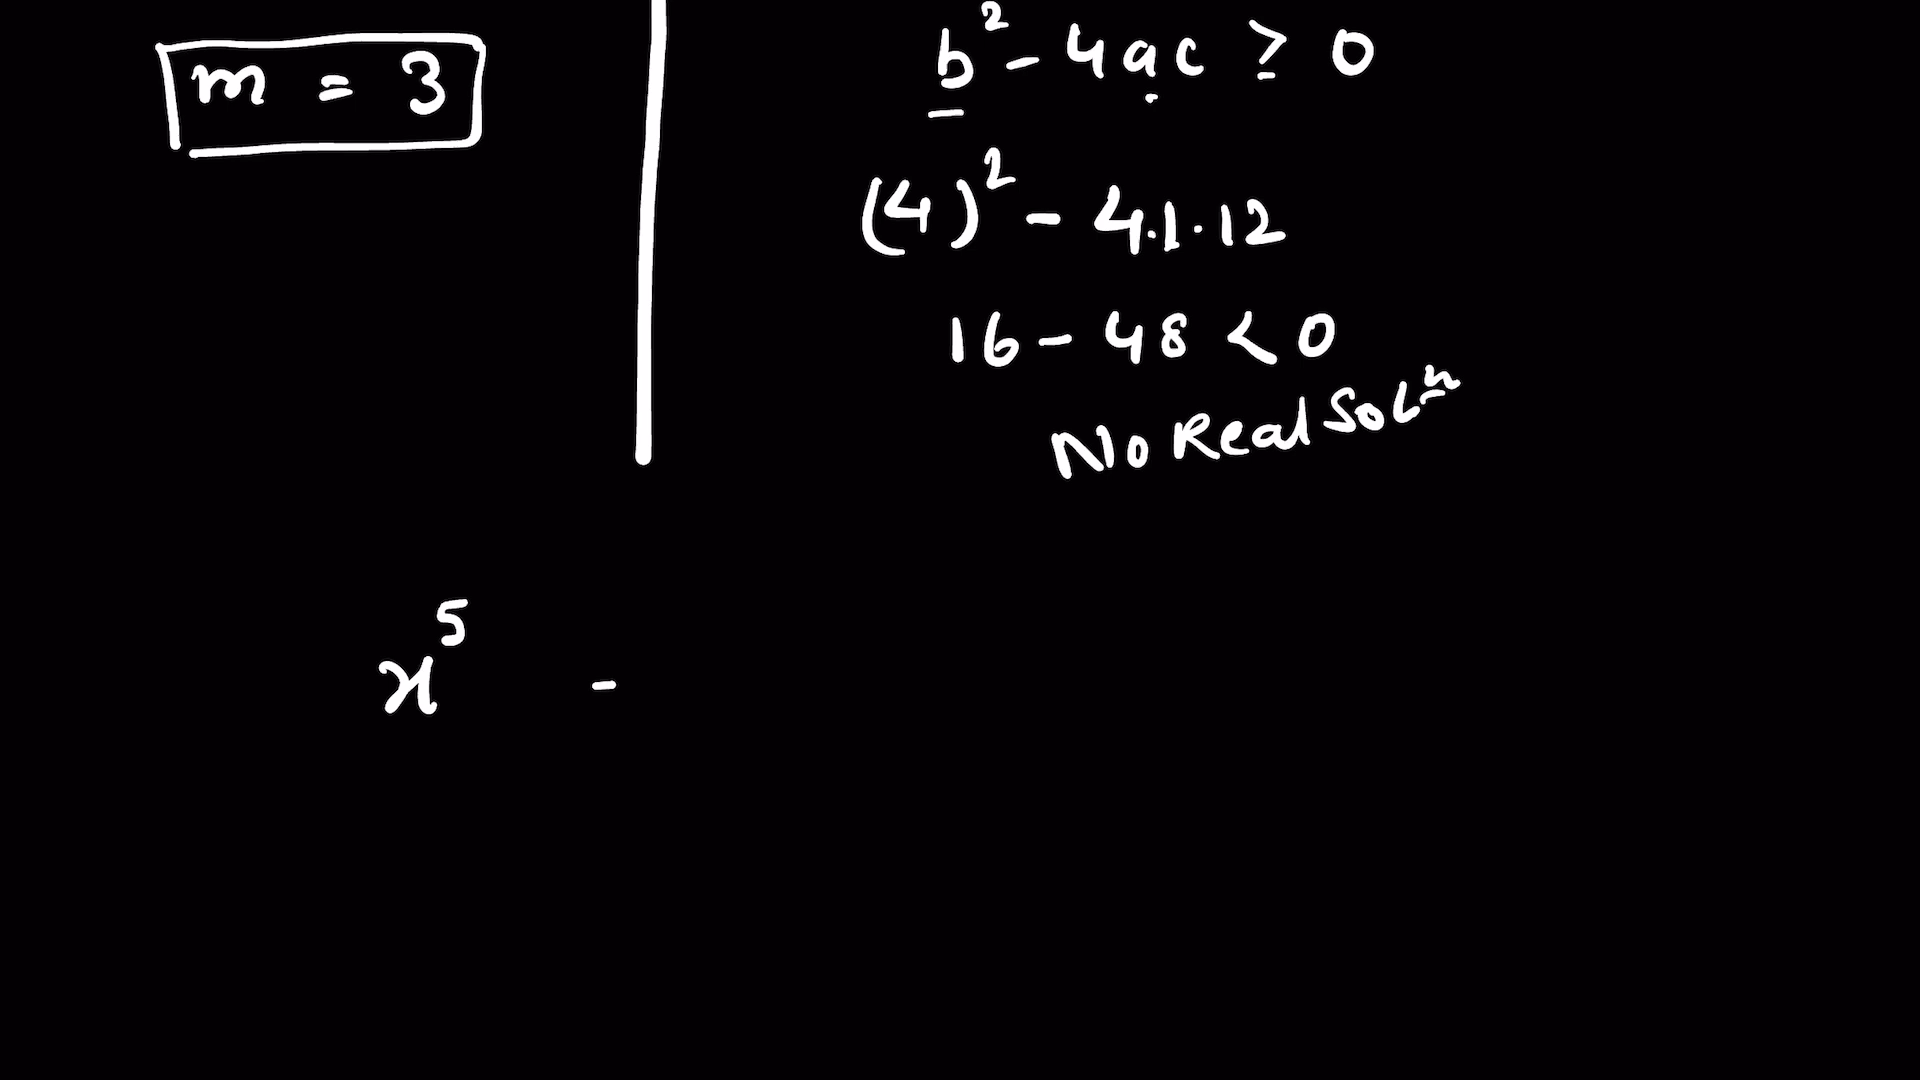 m = 3
b² - 4ac ≥ 0
(4)² - 4.1.12
16 - 48 < 0
No Real Solⁿ
x⁵ -